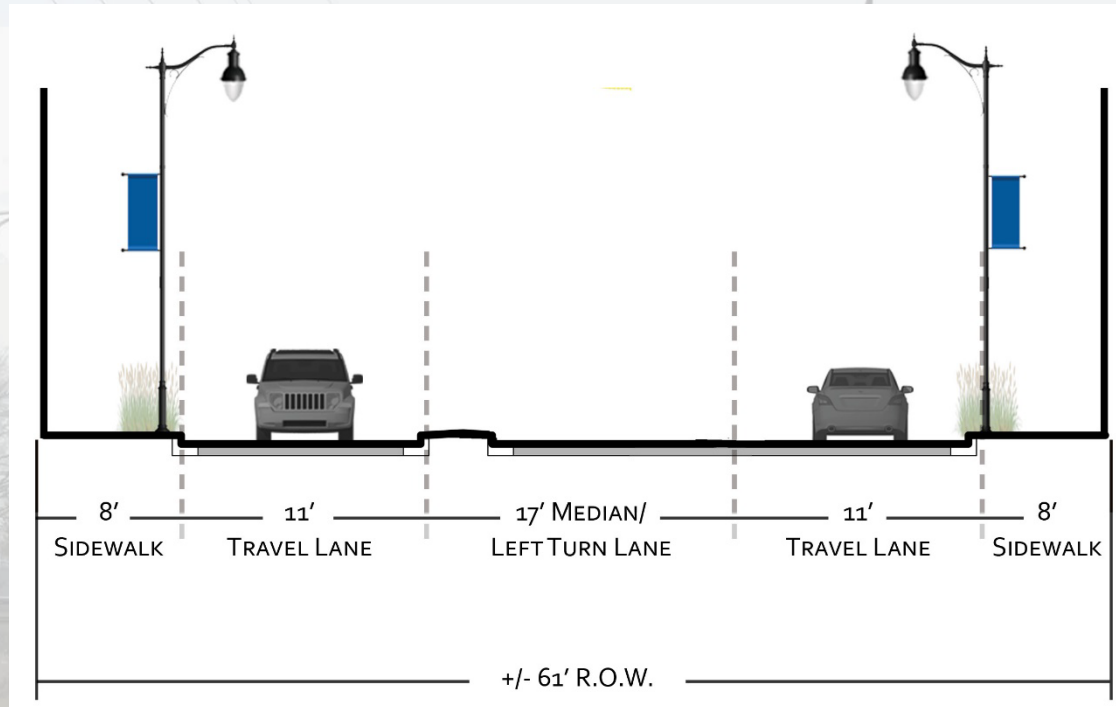 8' 11' 17' MEDIAN/ 11' 8'
SIDEWALK TRAVEL LANE LEFT TURN LANE TRAVEL LANE SIDEWALK
+/- 61' R.O.W.